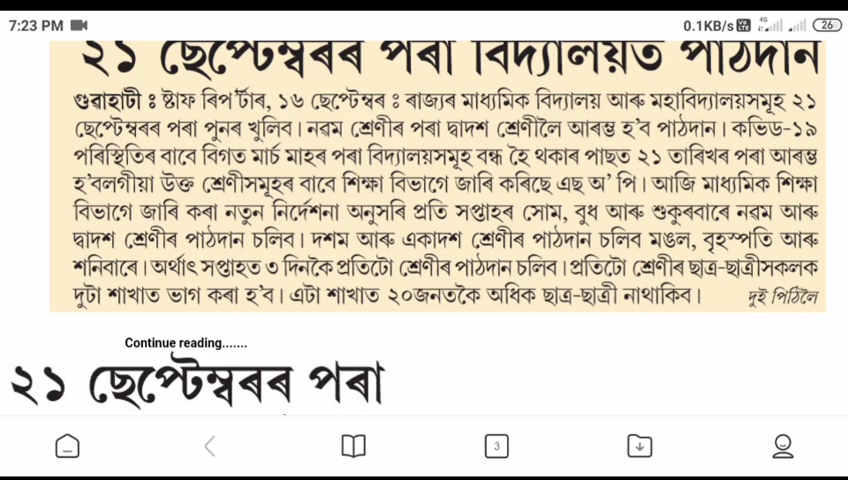 7:23 PM
0.1KB/s Vo LTE 4G 26
২১ ছেপ্টেম্বৰৰ পৰা বিদ্যালয়ত পাঠদান
গুৱাহাটী ঃ ষ্টাফ ৰিপৰ্টাৰ, ১৬ ছেপ্টেম্বৰ ঃ ৰাজ্যৰ মাধ্যমিক বিদ্যালয় আৰু মহাবিদ্যালয়সমূহ ২১
ছেপ্টেম্বৰৰ পৰা পুনৰ খুলিব। নৱম শ্ৰেণীৰ পৰা দ্বাদশ শ্ৰেণীলৈ আৰম্ভ হ'ব পাঠদান। কভিড-১৯
পৰিস্থিতিৰ বাবে বিগত মাৰ্চ মাহৰ পৰা বিদ্যালয়সমূহ বন্ধ হৈ থকাৰ পাছত ২১ তাৰিখৰ পৰা আৰম্ভ
হ'বলগীয়া উক্ত শ্ৰেণীসমূহৰ বাবে শিক্ষা বিভাগে জাৰি কৰিছে এছ অ' পি। আজি মাধ্যমিক শিক্ষা
বিভাগে জাৰি কৰা নতুন নিৰ্দেশনা অনুসৰি প্ৰতি সপ্তাহৰ সোম, বুধ আৰু শুকুৰবাৰে নৱম আৰু
দ্বাদশ শ্ৰেণীৰ পাঠদান চলিব। দশম আৰু একাদশ শ্ৰেণীৰ পাঠদান চলিব মঙল, বৃহস্পতি আৰু
শনিবাৰে। অৰ্থাৎ সপ্তাহত ৩ দিনকৈ প্ৰতিটো শ্ৰেণীৰ পাঠদান চলিব। প্ৰতিটো শ্ৰেণীৰ ছাত্ৰ-ছাত্ৰীসকলক
দুটা শাখাত ভাগ কৰা হ'ব। এটা শাখাত ২০জনতকৈ অধিক ছাত্ৰ-ছাত্ৰী নাথাকিব। দুই পিঠিলৈ
Continue reading.......
২১ ছেপ্টেম্বৰৰ পৰা
3